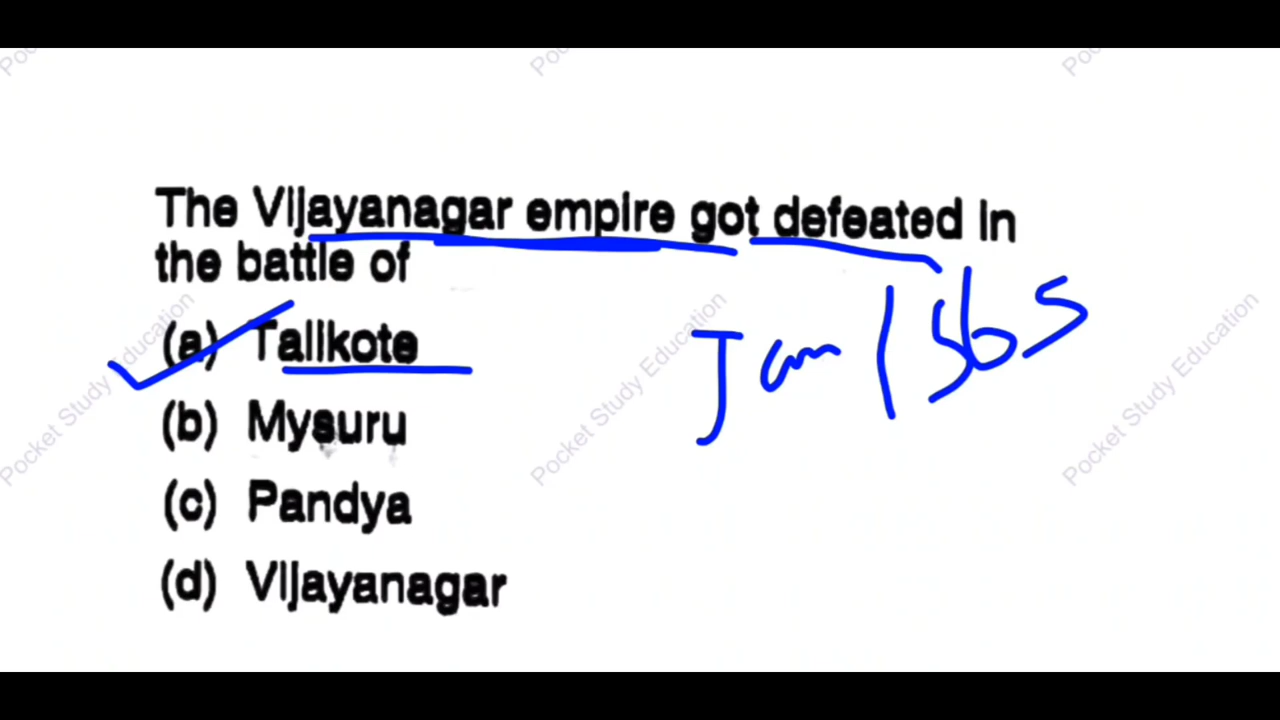 Pocket Study Education
Pocket Study Education
Pocket Study Education
The Vijayanagar empire got defeated in
the battle of
(a) Talikote
Jan 1565
(b) Mysuru
(c) Pandya
(d) Vijayanagar